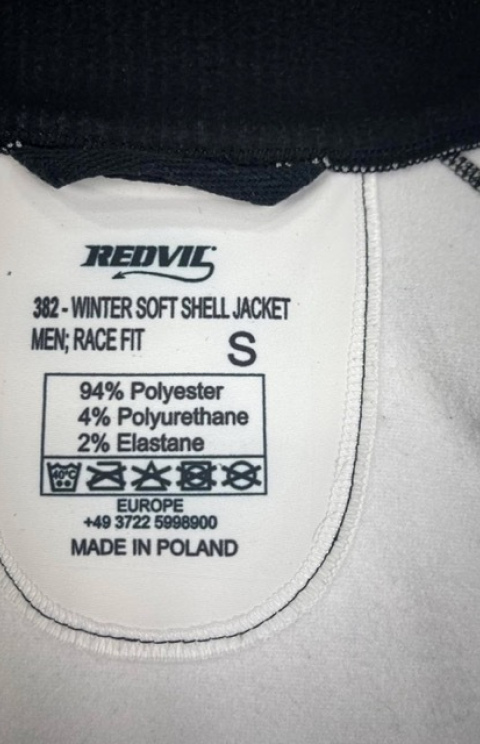 REDVIL
382 - WINTER SOFT SHELL JACKET
MEN; RACE FIT
S
94% Polyester
4% Polyurethane
2% Elastane
40°C
EUROPE
+49 3722 5998900
MADE IN POLAND